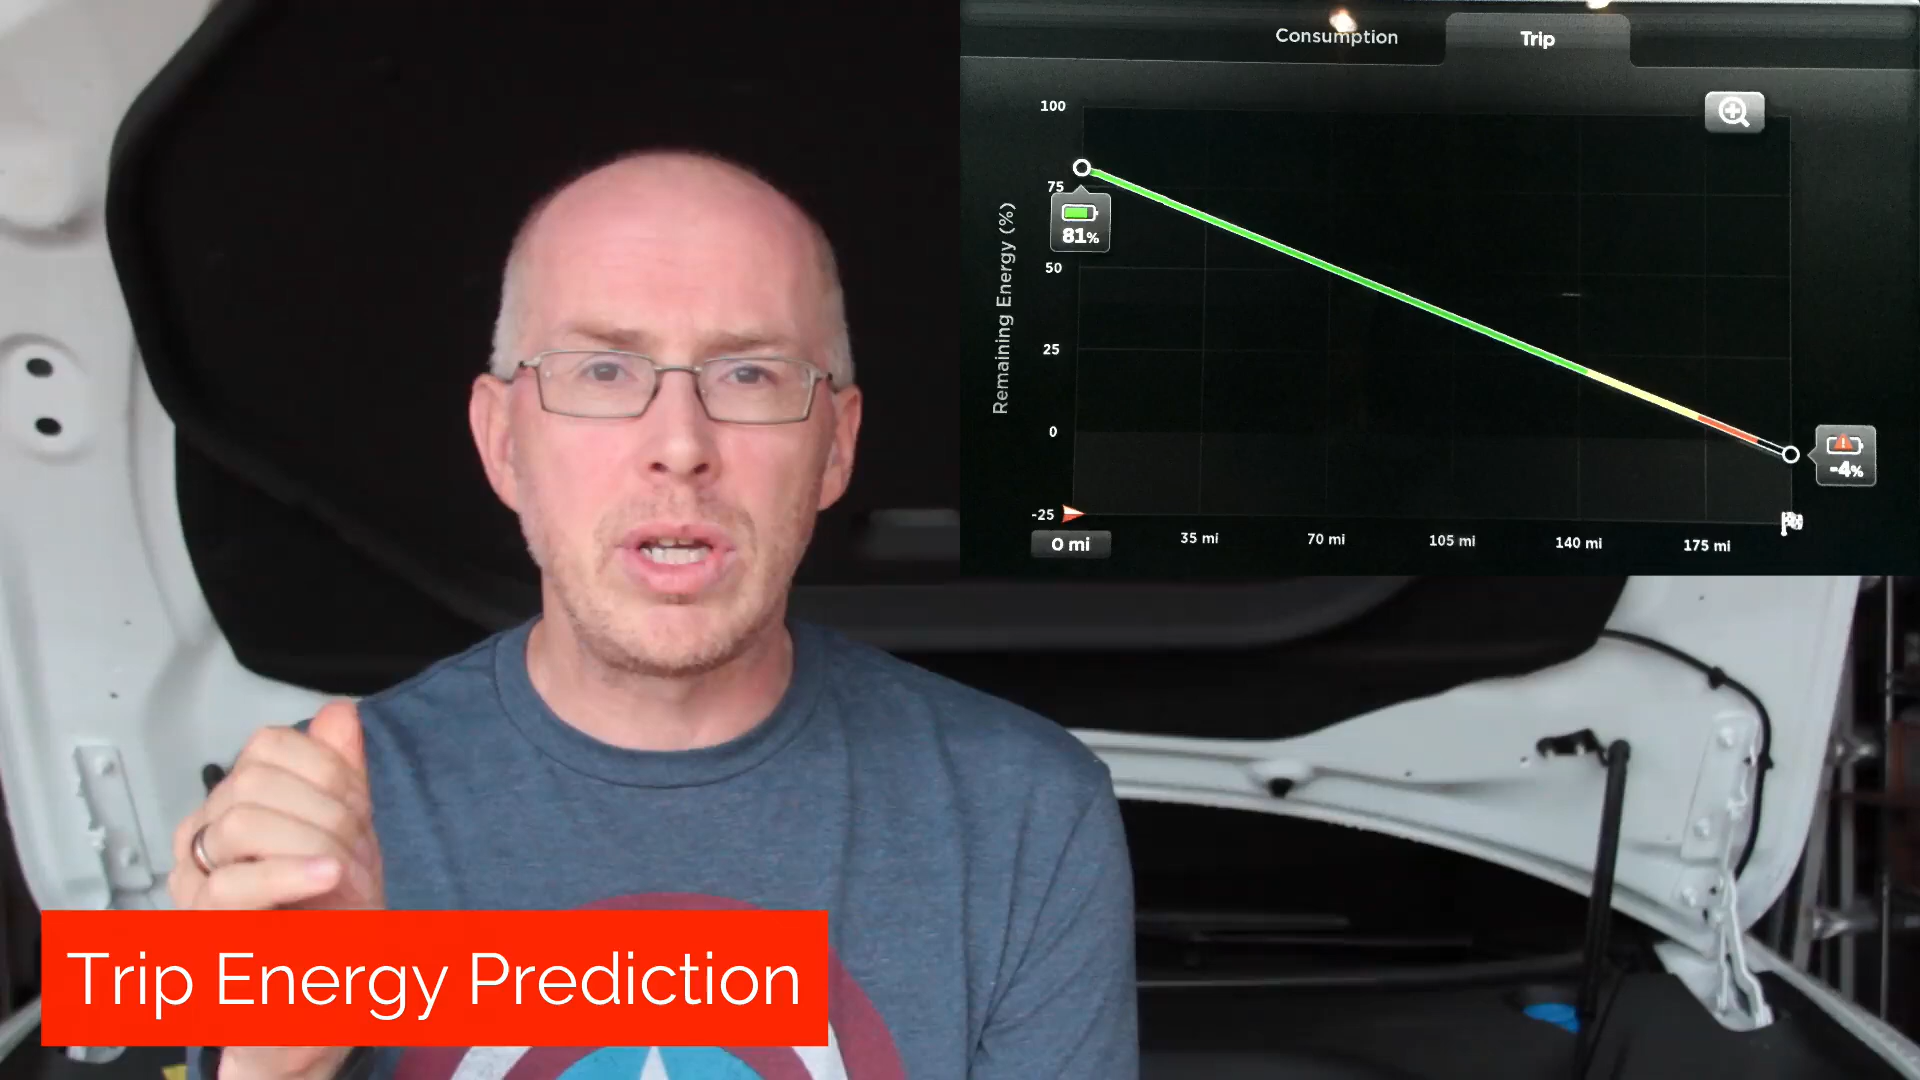 Consumption
Trip
100
75
81%
50
25
0
-4%
-25
Remaining Energy (%)
0 mi
35 mi
70 mi
105 mi
140 mi
175 mi
Trip Energy Prediction